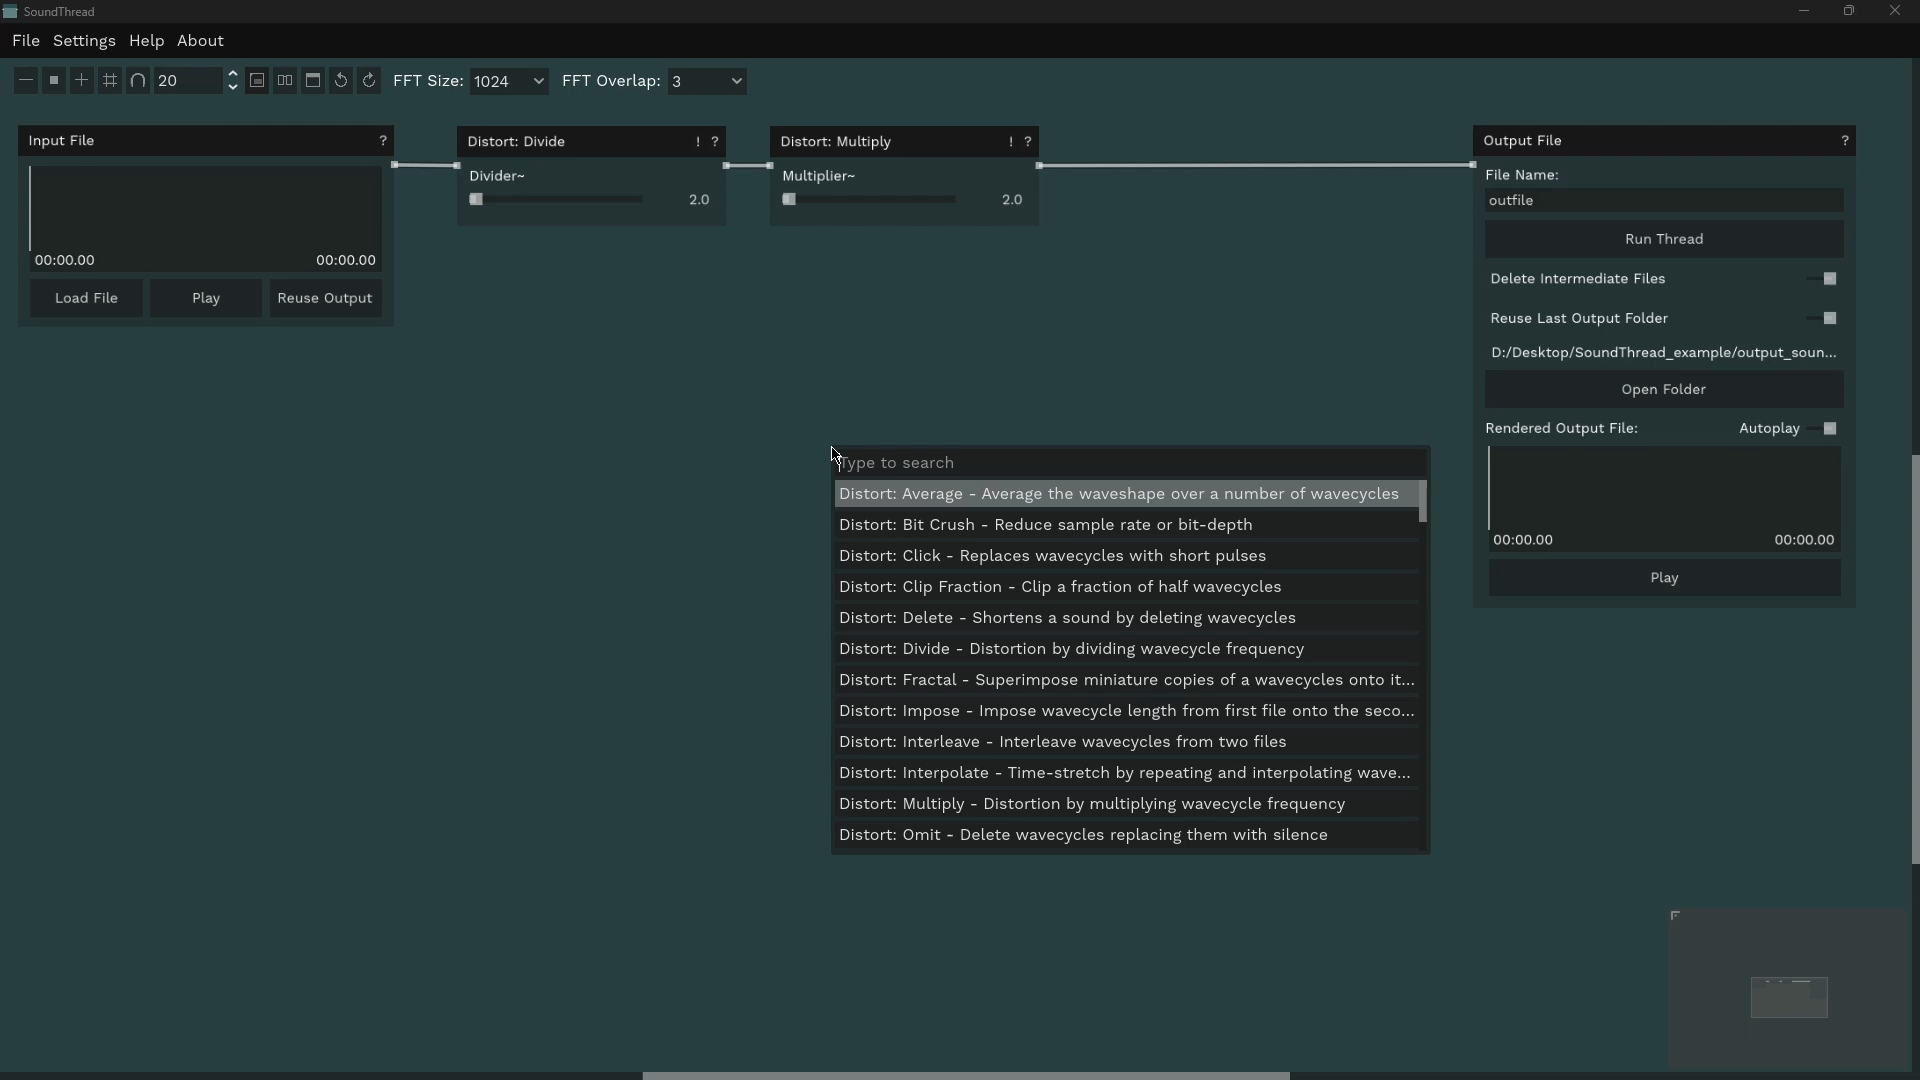 SoundThread
File Settings Help About
20 FFT Size: 1024 FFT Overlap: 3
Input File ?
00:00.00 00:00.00
Load File Play Reuse Output
Distort: Divide ! ?
Divider~
2.0
Distort: Multiply ! ?
Multiplier~
2.0
Output File ?
File Name:
outfile
Run Thread
Delete Intermediate Files
Reuse Last Output Folder
D:/Desktop/SoundThread_example/output_soun...
Open Folder
Rendered Output File: Autoplay
00:00.00 00:00.00
Play
Type to search
Distort: Average - Average the waveshape over a number of wavecycles
Distort: Bit Crush - Reduce sample rate or bit-depth
Distort: Click - Replaces wavecycles with short pulses
Distort: Clip Fraction - Clip a fraction of half wavecycles
Distort: Delete - Shortens a sound by deleting wavecycles
Distort: Divide - Distortion by dividing wavecycle frequency
Distort: Fractal - Superimpose miniature copies of a wavecycles onto it...
Distort: Impose - Impose wavecycle length from first file onto the seco...
Distort: Interleave - Interleave wavecycles from two files
Distort: Interpolate - Time-stretch by repeating and interpolating wave...
Distort: Multiply - Distortion by multiplying wavecycle frequency
Distort: Omit - Delete wavecycles replacing them with silence